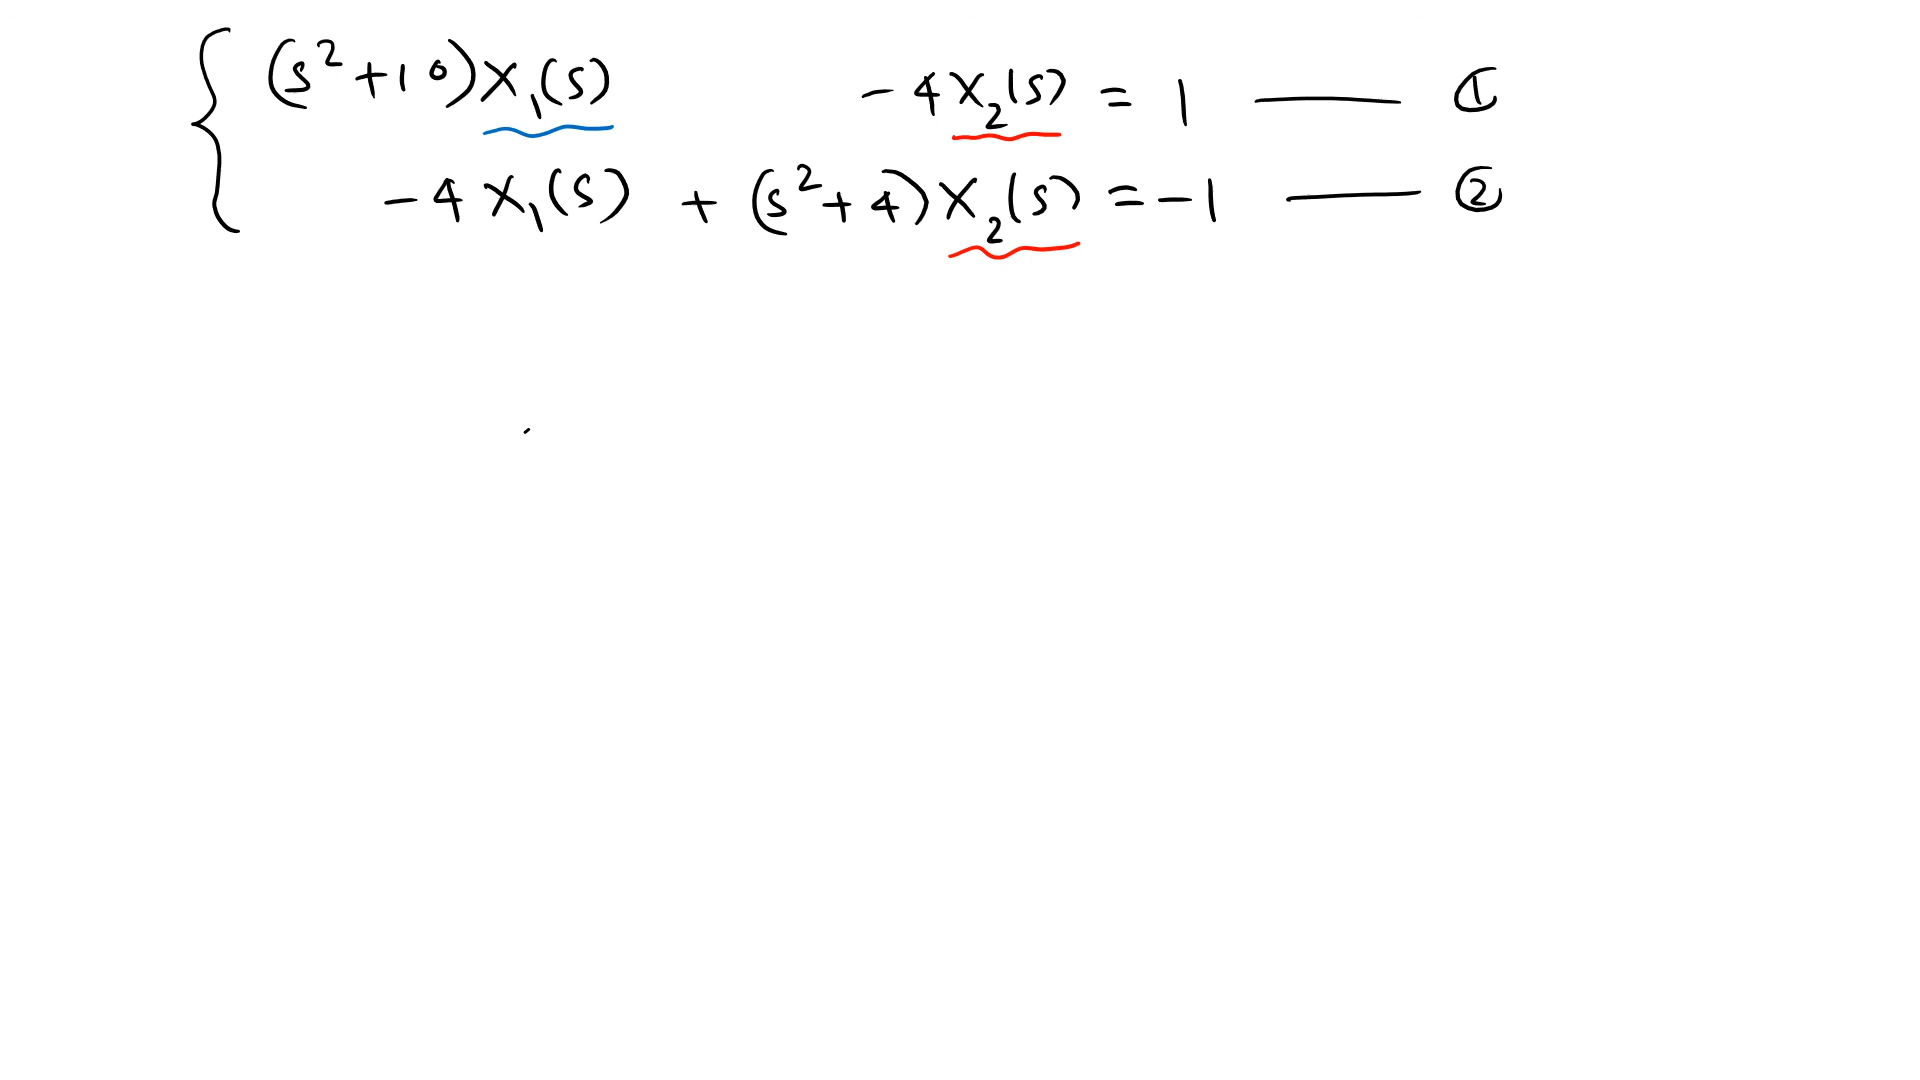 (s²+10)X₁(s) -4X₂(s) = 1 —— ①
-4X₁(s) + (s²+4)X₂(s) = -1 —— ②